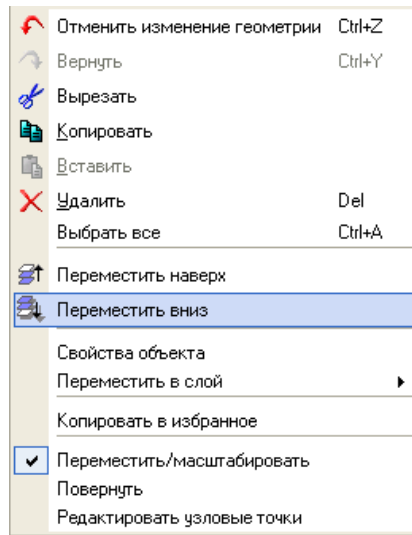 Отменить изменение геометрии Ctrl+Z
Вернуть Ctrl+Y
Вырезать
Копировать
Вставить
Удалить Del
Выбрать все Ctrl+A
Переместить наверх
Переместить вниз
Свойства объекта
Переместить в слой
Копировать в избранное
Переместить/масштабировать
Повернуть
Редактировать узловые точки